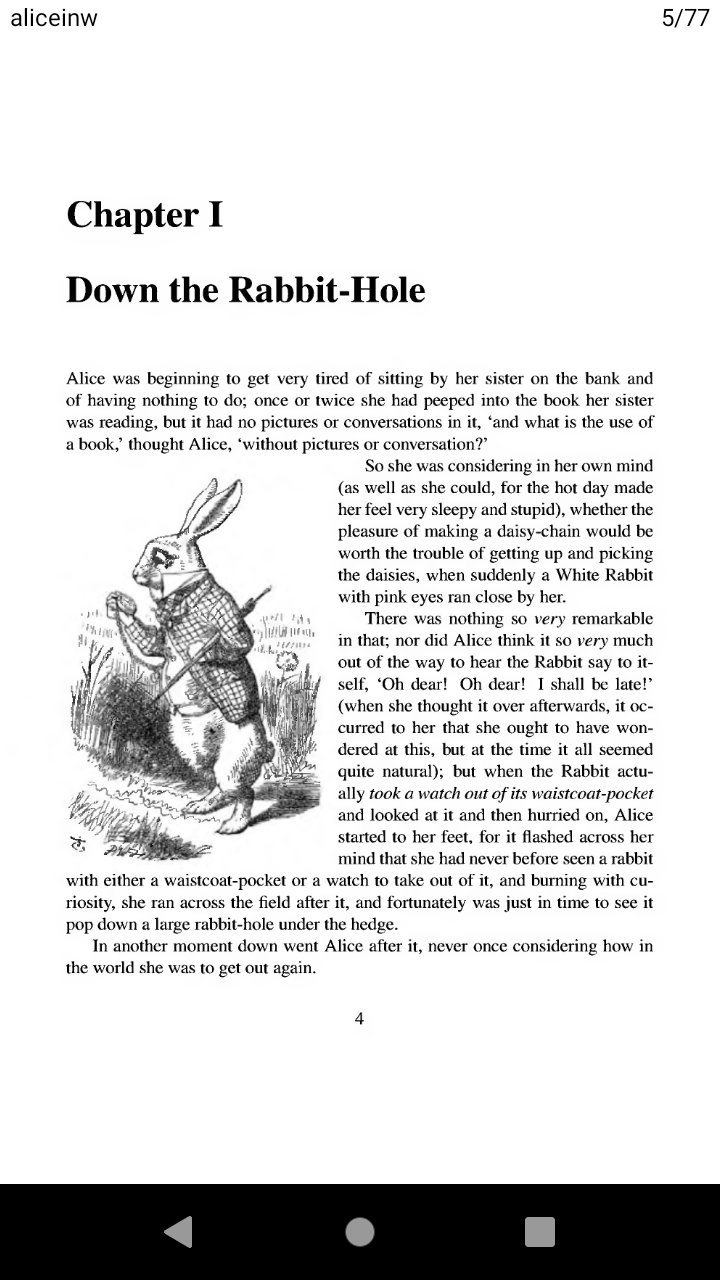 aliceinw 5/77
Chapter I
Down the Rabbit-Hole
Alice was beginning to get very tired of sitting by her sister on the bank and
of having nothing to do; once or twice she had peeped into the book her sister
was reading, but it had no pictures or conversations in it, ‘and what is the use of
a book,’ thought Alice, ‘without pictures or conversation?’
So she was considering in her own mind
(as well as she could, for the hot day made
her feel very sleepy and stupid), whether the
pleasure of making a daisy-chain would be
worth the trouble of getting up and picking
the daisies, when suddenly a White Rabbit
with pink eyes ran close by her.
There was nothing so very remarkable
in that; nor did Alice think it so very much
out of the way to hear the Rabbit say to it-
self, ‘Oh dear! Oh dear! I shall be late!’
(when she thought it over afterwards, it oc-
curred to her that she ought to have won-
dered at this, but at the time it all seemed
quite natural); but when the Rabbit actu-
ally took a watch out of its waistcoat-pocket
and looked at it and then hurried on, Alice
started to her feet, for it flashed across her
mind that she had never before seen a rabbit
with either a waistcoat-pocket or a watch to take out of it, and burning with cu-
riosity, she ran across the field after it, and fortunately was just in time to see it
pop down a large rabbit-hole under the hedge.
In another moment down went Alice after it, never once considering how in
the world she was to get out again.
4